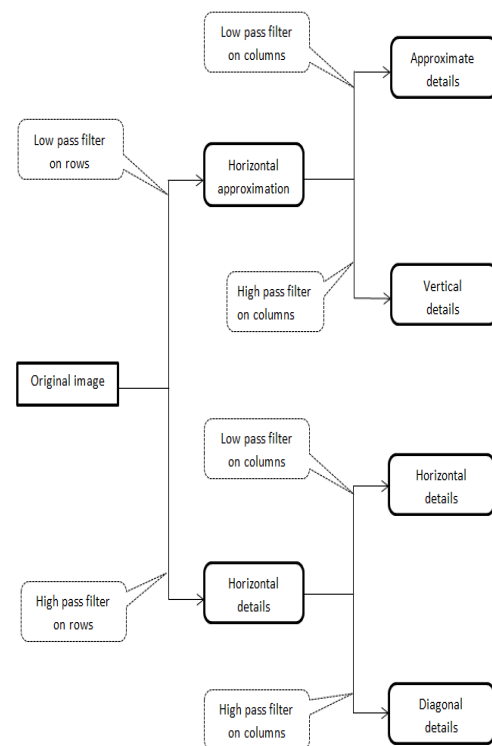 Low pass filter
on columns
Approximate
details
Low pass filter
on rows
Horizontal
approximation
High pass filter
on columns
Vertical
details
Original image
Low pass filter
on columns
Horizontal
details
High pass filter
on rows
Horizontal
details
High pass filter
on columns
Diagonal
details